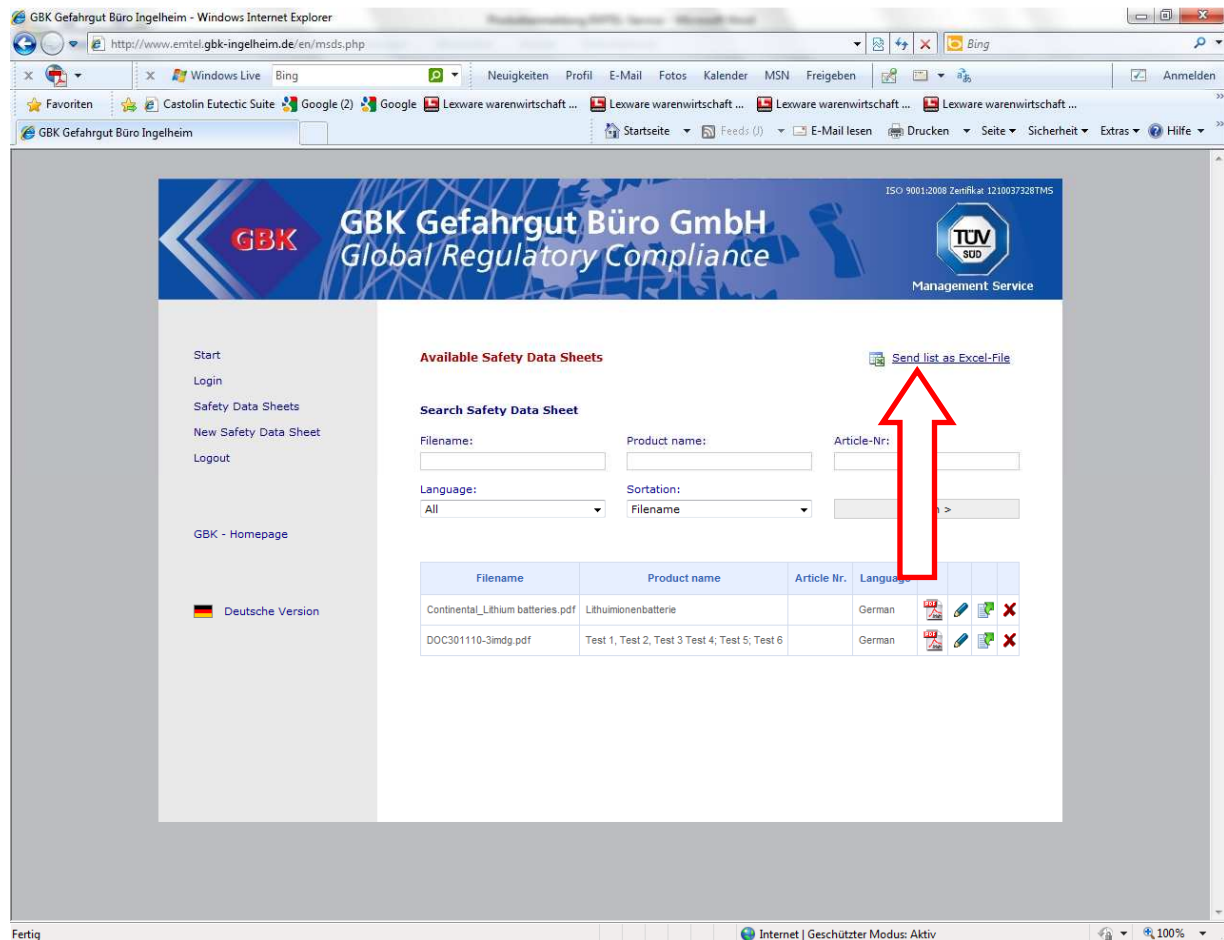 GBK Gefahrgut Büro Ingelheim - Windows Internet Explorer
http://www.emtel.gbk-ingelheim.de/en/msds.php
Bing
x
x Windows Live Bing
Neuigkeiten Profil E-Mail Fotos Kalender MSN Freigeben
Anmelden
Favoriten Castolin Eutectic Suite Google (2) Google Lexware warenwirtschaft ... Lexware warenwirtschaft ... Lexware warenwirtschaft ... Lexware warenwirtschaft ...
GBK Gefahrgut Büro Ingelheim
Startseite Feeds (J) E-Mail lesen Drucken Seite Sicherheit Extras Hilfe
ISO 9001:2008 Zertifikat 1210037328TMS
GBK
GBK Gefahrgut Büro GmbH
Global Regulatory Compliance
TÜV
SÜD
Management Service
Start
Login
Safety Data Sheets
New Safety Data Sheet
Logout
GBK - Homepage
Deutsche Version
Available Safety Data Sheets
Send list as Excel-File
Search Safety Data Sheet
Filename: Product name: Article-Nr:
Language: Sortation:
All Filename >
Filename Product name Article Nr. Language
Continental_Lithium batteries.pdf Lithuimionenbatterie German
DOC301110-3imdg.pdf Test 1, Test 2, Test 3 Test 4; Test 5; Test 6 German
Fertig
Internet | Geschützter Modus: Aktiv
100%